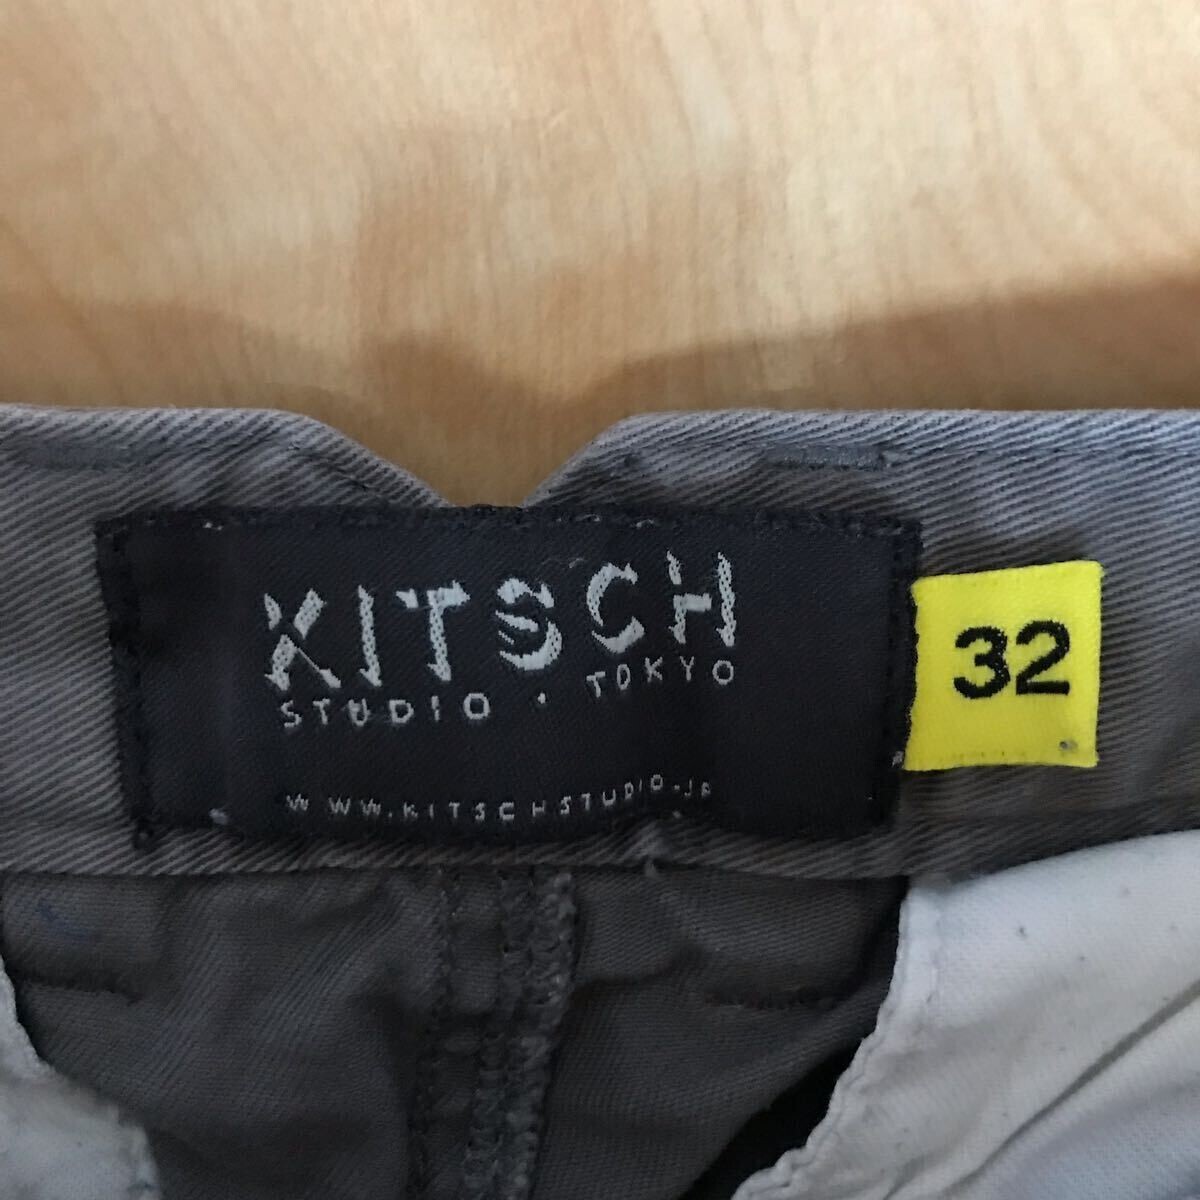 KITSCH
STUDIO · TOKYO
WWW.KITSCHSTUDIO-JP
32